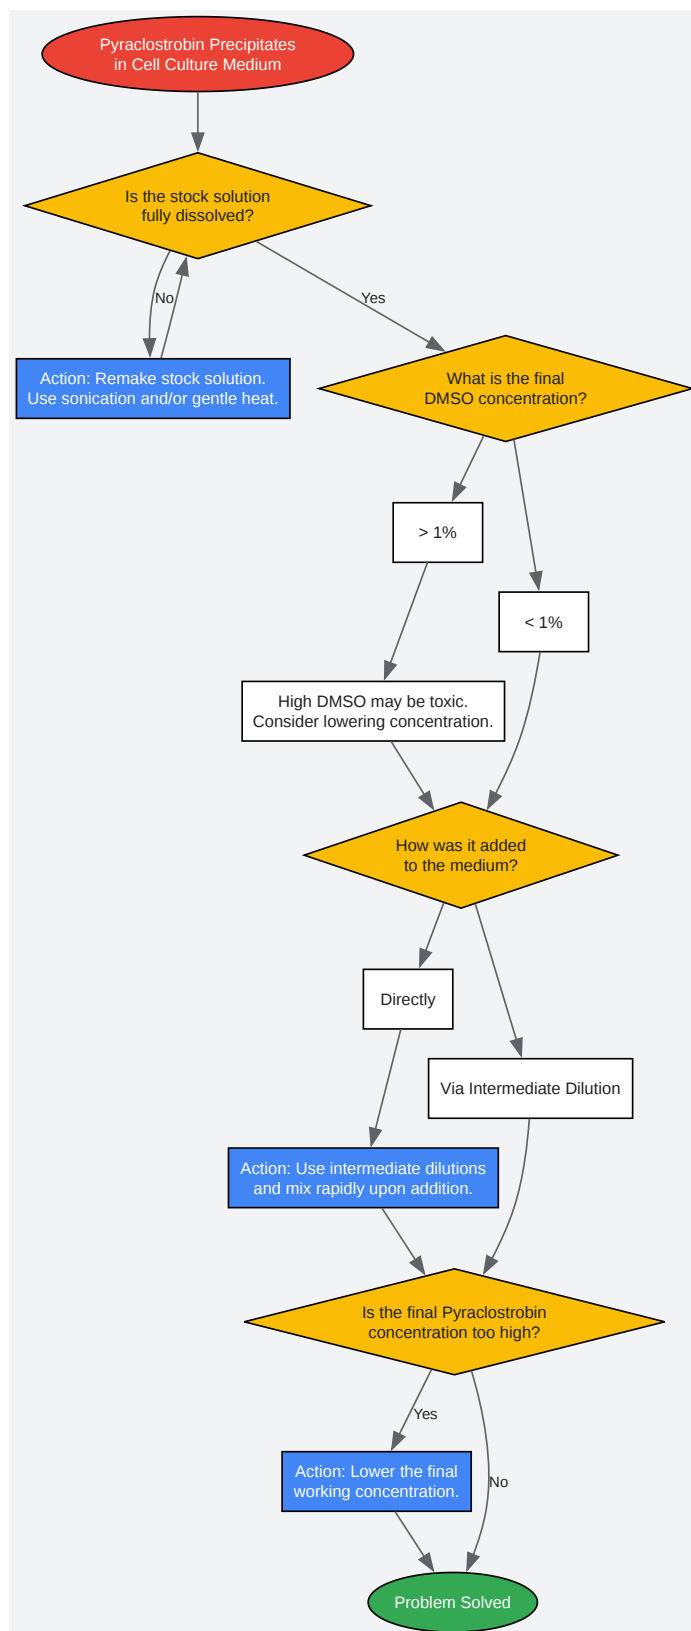 Pyraclostrobin Precipitates
in Cell Culture Medium
Is the stock solution
fully dissolved?
No
Yes
Action: Remake stock solution.
Use sonication and/or gentle heat.
What is the final
DMSO concentration?
> 1%
< 1%
High DMSO may be toxic.
Consider lowering concentration.
How was it added
to the medium?
Directly
Via Intermediate Dilution
Action: Use intermediate dilutions
and mix rapidly upon addition.
Is the final Pyraclostrobin
concentration too high?
Yes
Action: Lower the final
working concentration.
No
Problem Solved